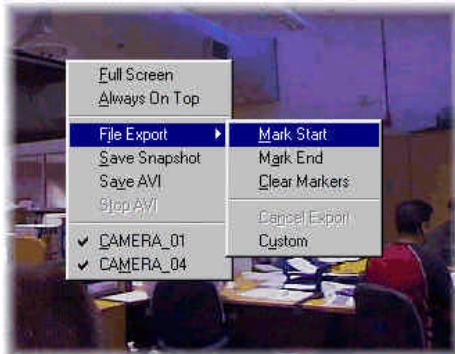 Full Screen
Always On Top
File Export
Save Snapshot
Save AVI
Stop AVI
CAMERA_01
CAMERA_04
Mark Start
Mark End
Clear Markers
Cancel Export
Custom